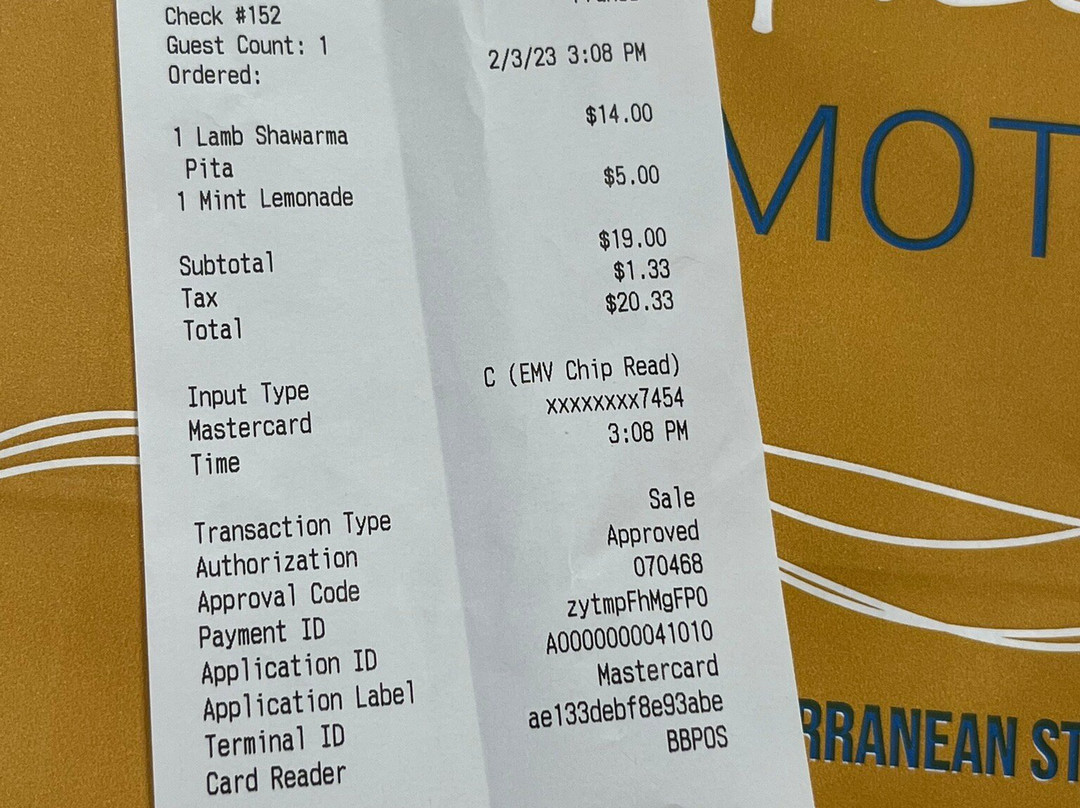 Check #152
Guest Count: 1
Ordered: 2/3/23 3:08 PM
1 Lamb Shawarma $14.00
Pita
1 Mint Lemonade $5.00
Subtotal $19.00
Tax $1.33
Total $20.33
Input Type C (EMV Chip Read)
Mastercard xxxxxxxx7454
Time 3:08 PM
Transaction Type Sale
Authorization Approved
Approval Code 070468
Payment ID zytmpFhMgFPO
Application ID A0000000041010
Application Label Mastercard
Terminal ID ae133debf8e93abe
Card Reader BBPOS
MOT
RRANEAN ST